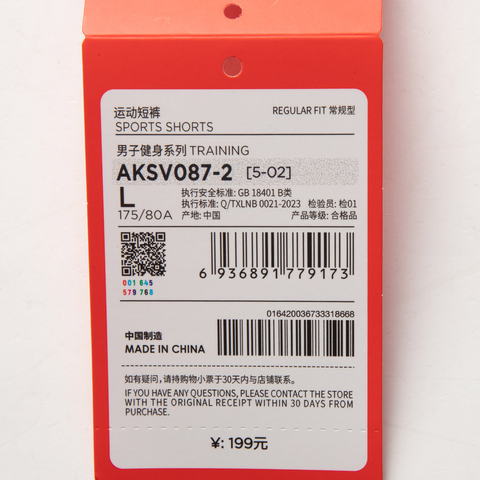 运动短裤 REGULAR FIT 常规型
SPORTS SHORTS
男子健身系列 TRAINING
AKSV087-2 [5-02]
L 执行安全标准: GB 18401 B类
执行标准: Q/TXLNB 0021-2023 检验员: 检01
175/80A 产地: 中国 产品等级: 合格品
001 645
579 768
6 936891 779173
016420036733318668
中国制造
MADE IN CHINA
如有疑问,请持购物小票于30天内与店铺联系。
IF YOU HAVE ANY QUESTIONS, PLEASE CONTACT THE STORE
WITH THE ORIGINAL RECEIPT WITHIN 30 DAYS FROM
PURCHASE.
¥: 199元